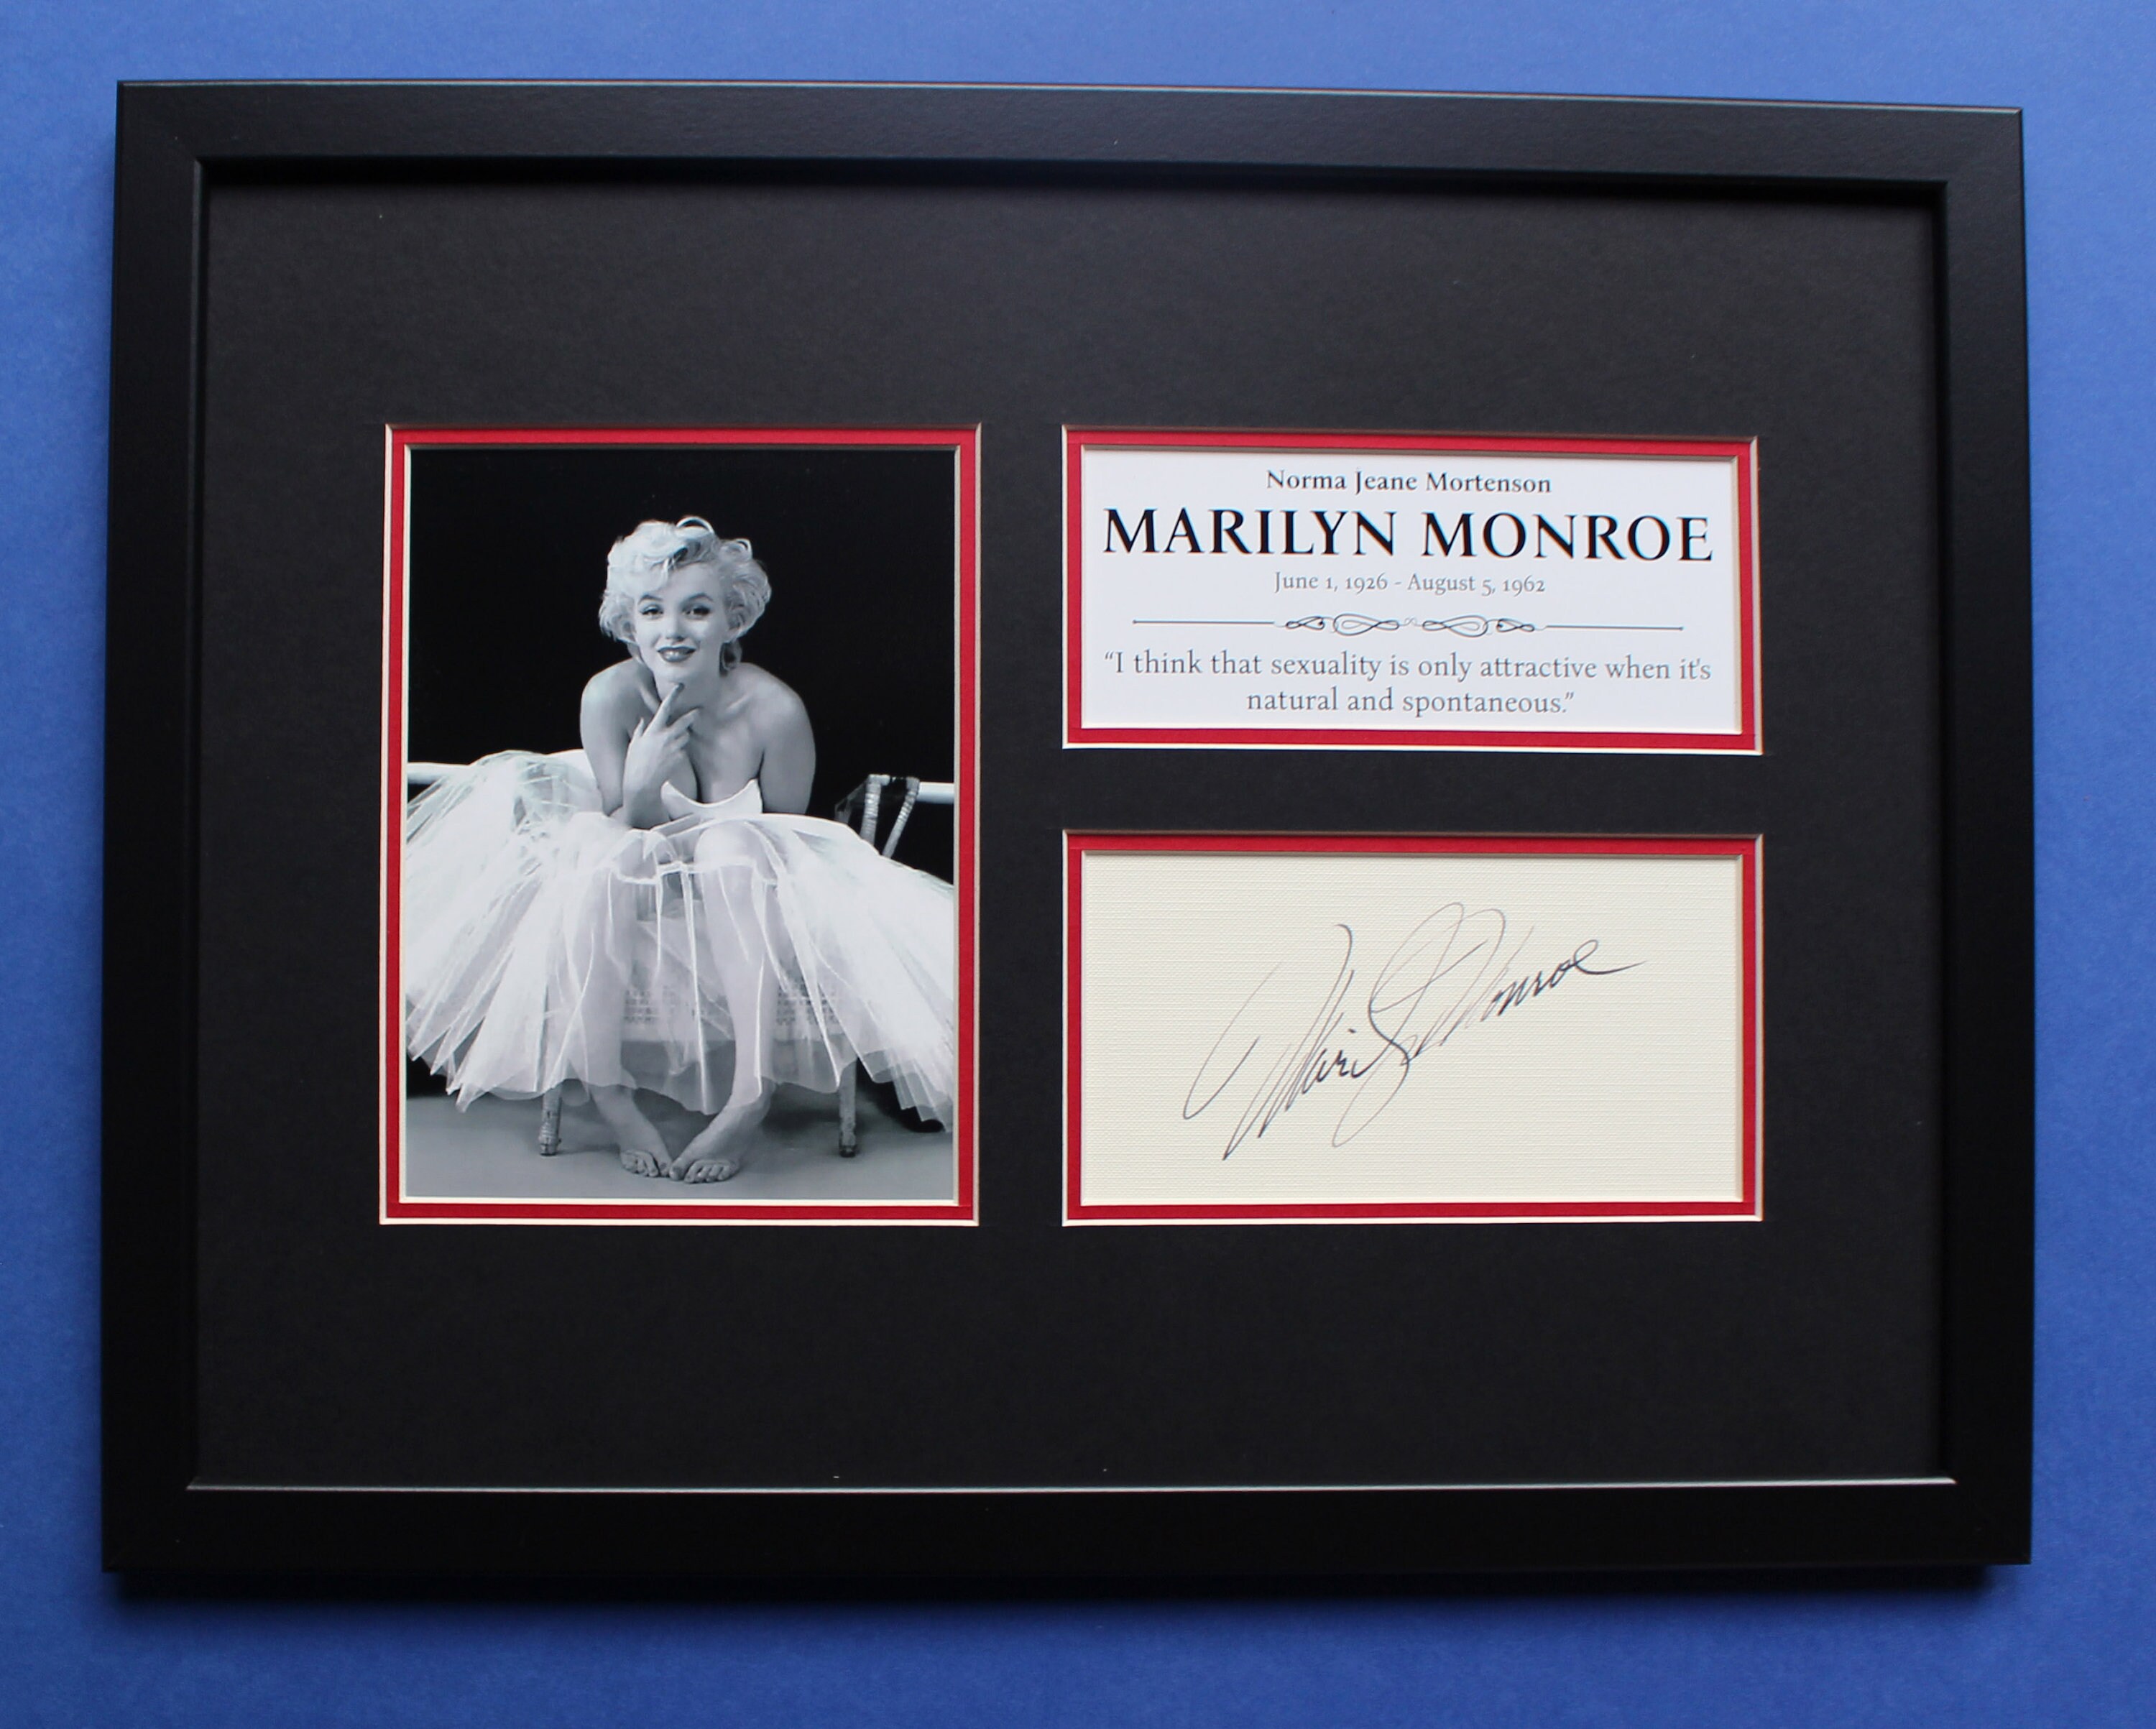 Norma Jeane Mortenson
MARILYN MONROE
June 1, 1926 - August 5, 1962
“I think that sexuality is only attractive when it's
natural and spontaneous.”
Marilyn Monroe